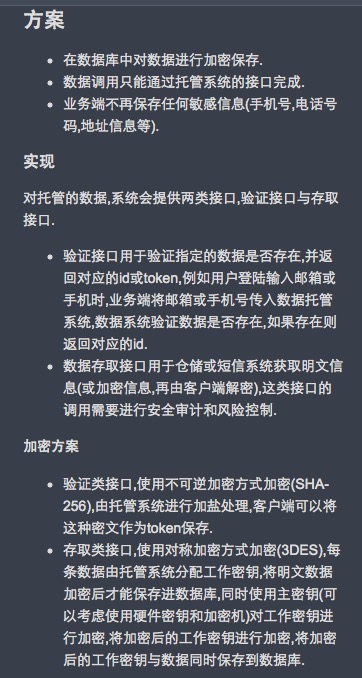 方案
在数据库中对数据进行加密保存.
数据调用只能通过托管系统的接口完成.
业务端不再保存任何敏感信息(手机号,电话号
码,地址信息等).
实现
对托管的数据,系统会提供两类接口,验证接口与存取
接口.
验证接口用于验证指定的数据是否存在,并返
回对应的id或token,例如用户登陆输入邮箱或
手机时,业务端将邮箱或手机号传入数据托管
系统,数据系统验证数据是否存在,如果存在则
返回对应的id.
数据存取接口用于仓储或短信系统获取明文信
息(或加密信息,再由客户端解密),这类接口的
调用需要进行安全审计和风险控制.
加密方案
验证类接口,使用不可逆加密方式加密(SHA-
256),由托管系统进行加盐处理,客户端可以将
这种密文作为token保存.
存取类接口,使用对称加密方式加密(3DES),每
条数据由托管系统分配工作密钥,将明文数据
加密后才能保存进数据库,同时使用主密钥(可
以考虑使用硬件密钥和加密机)对工作密钥进
行加密,将加密后的工作密钥进行加密,将加密
后的工作密钥与数据同时保存到数据库.